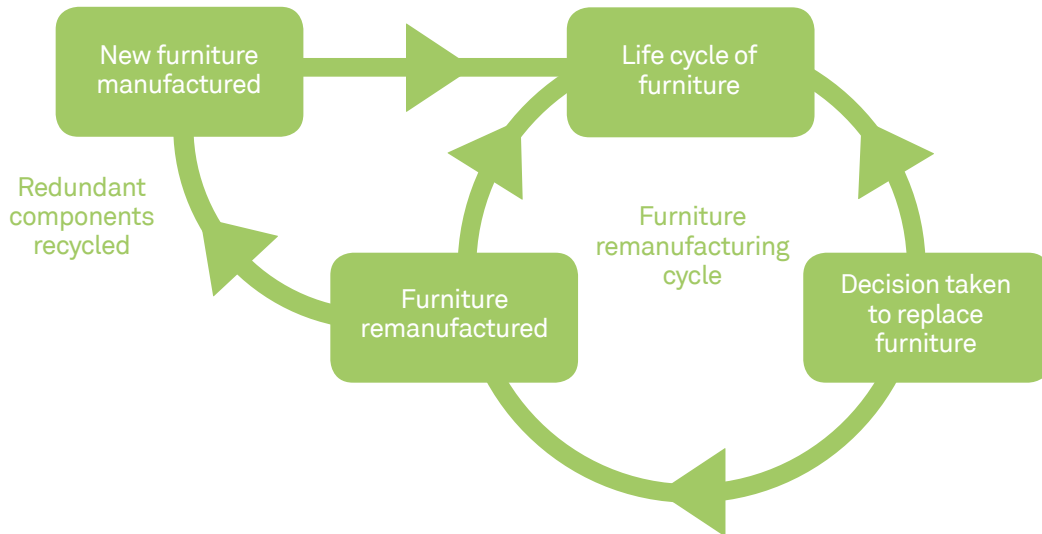 New furniture
manufactured
Life cycle of
furniture
Redundant
components
recycled
Furniture
remanufacturing
cycle
Furniture
remanufactured
Decision taken
to replace
furniture